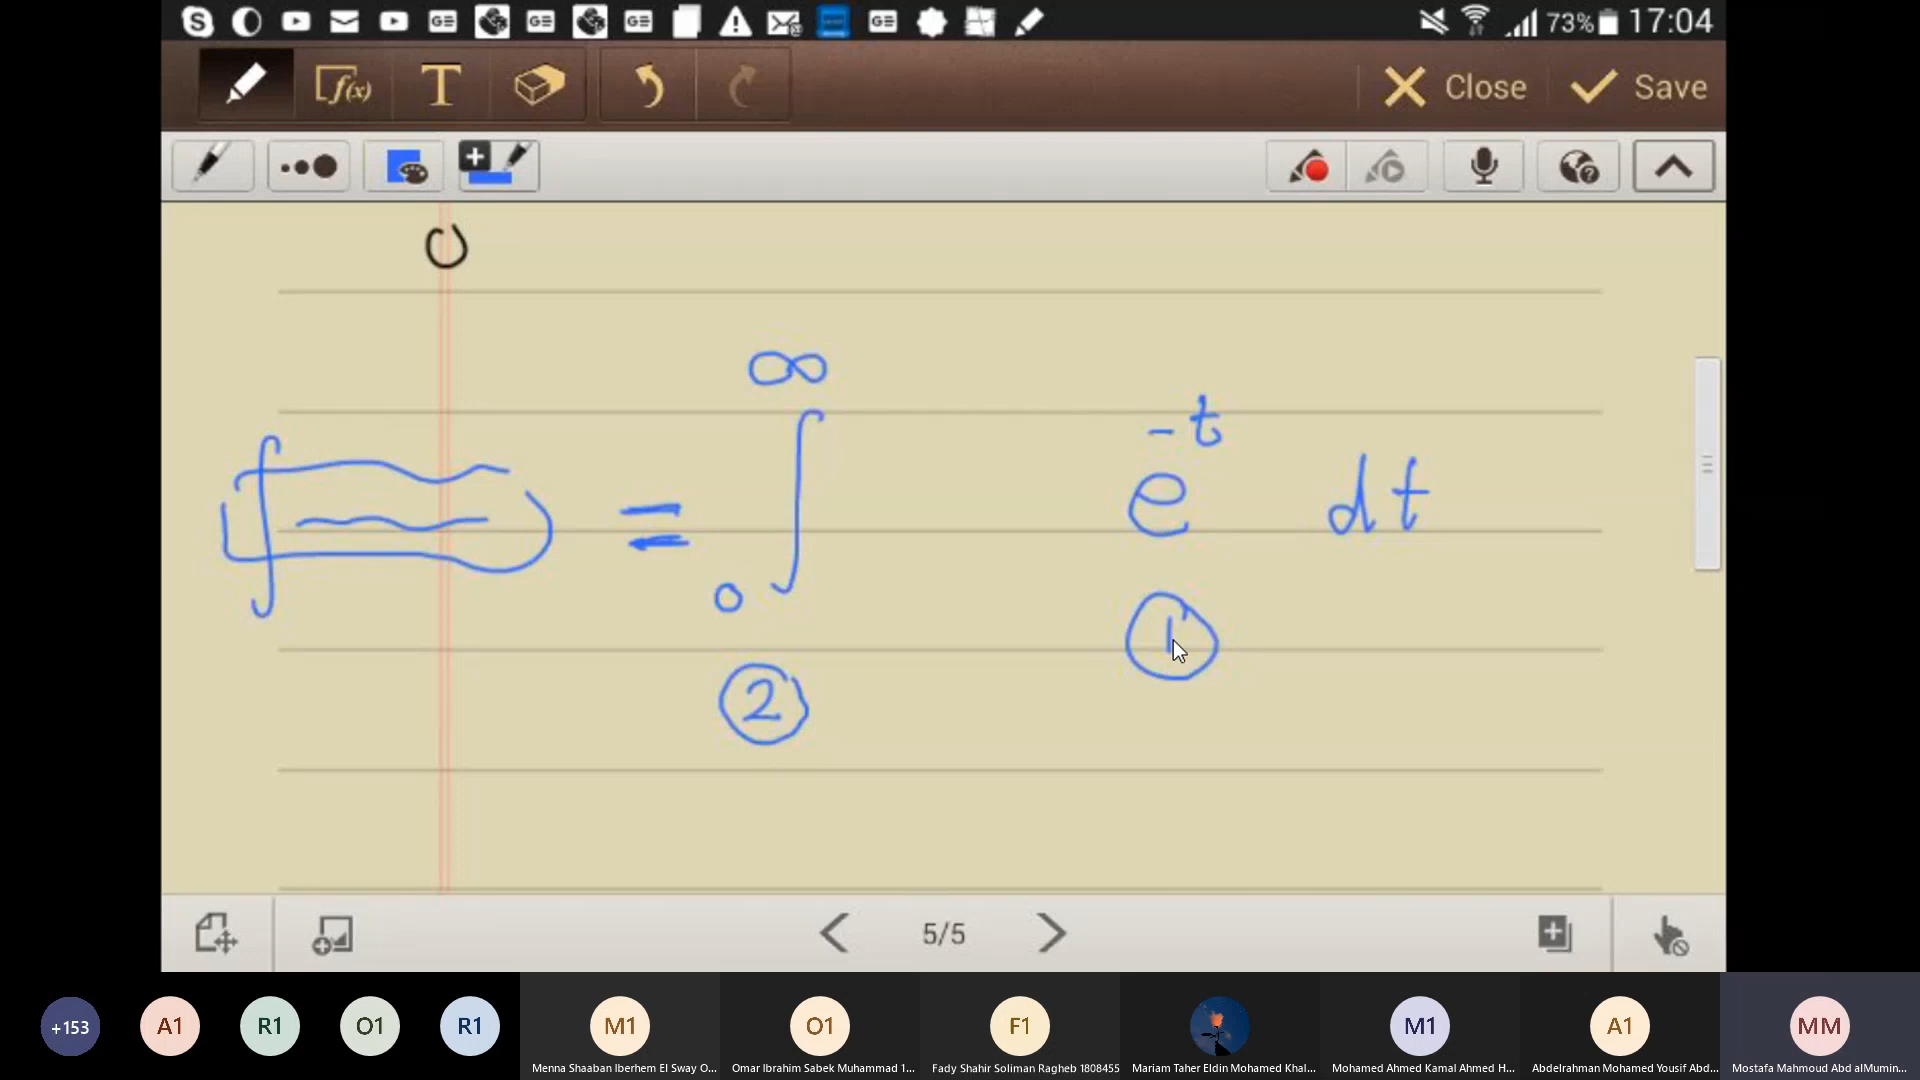 73% 17:04
f(x) T Close Save
0
∞
∫ = ∫ e^{-t} dt
0
1
2
5/5
+153 A1 R1 O1 R1 M1 O1 F1 M1 A1 MM
Menna Shaaban Iberhem El Sway O... Omar Ibrahim Sabek Muhammad 1... Fady Shahir Soliman Ragheb 1808455 Mariam Taher Eldin Mohamed Khal... Mohamed Ahmed Kamal Ahmed H... Abdelrahman Mohamed Yousif Abd... Mostafa Mahmoud Abd alMumin...